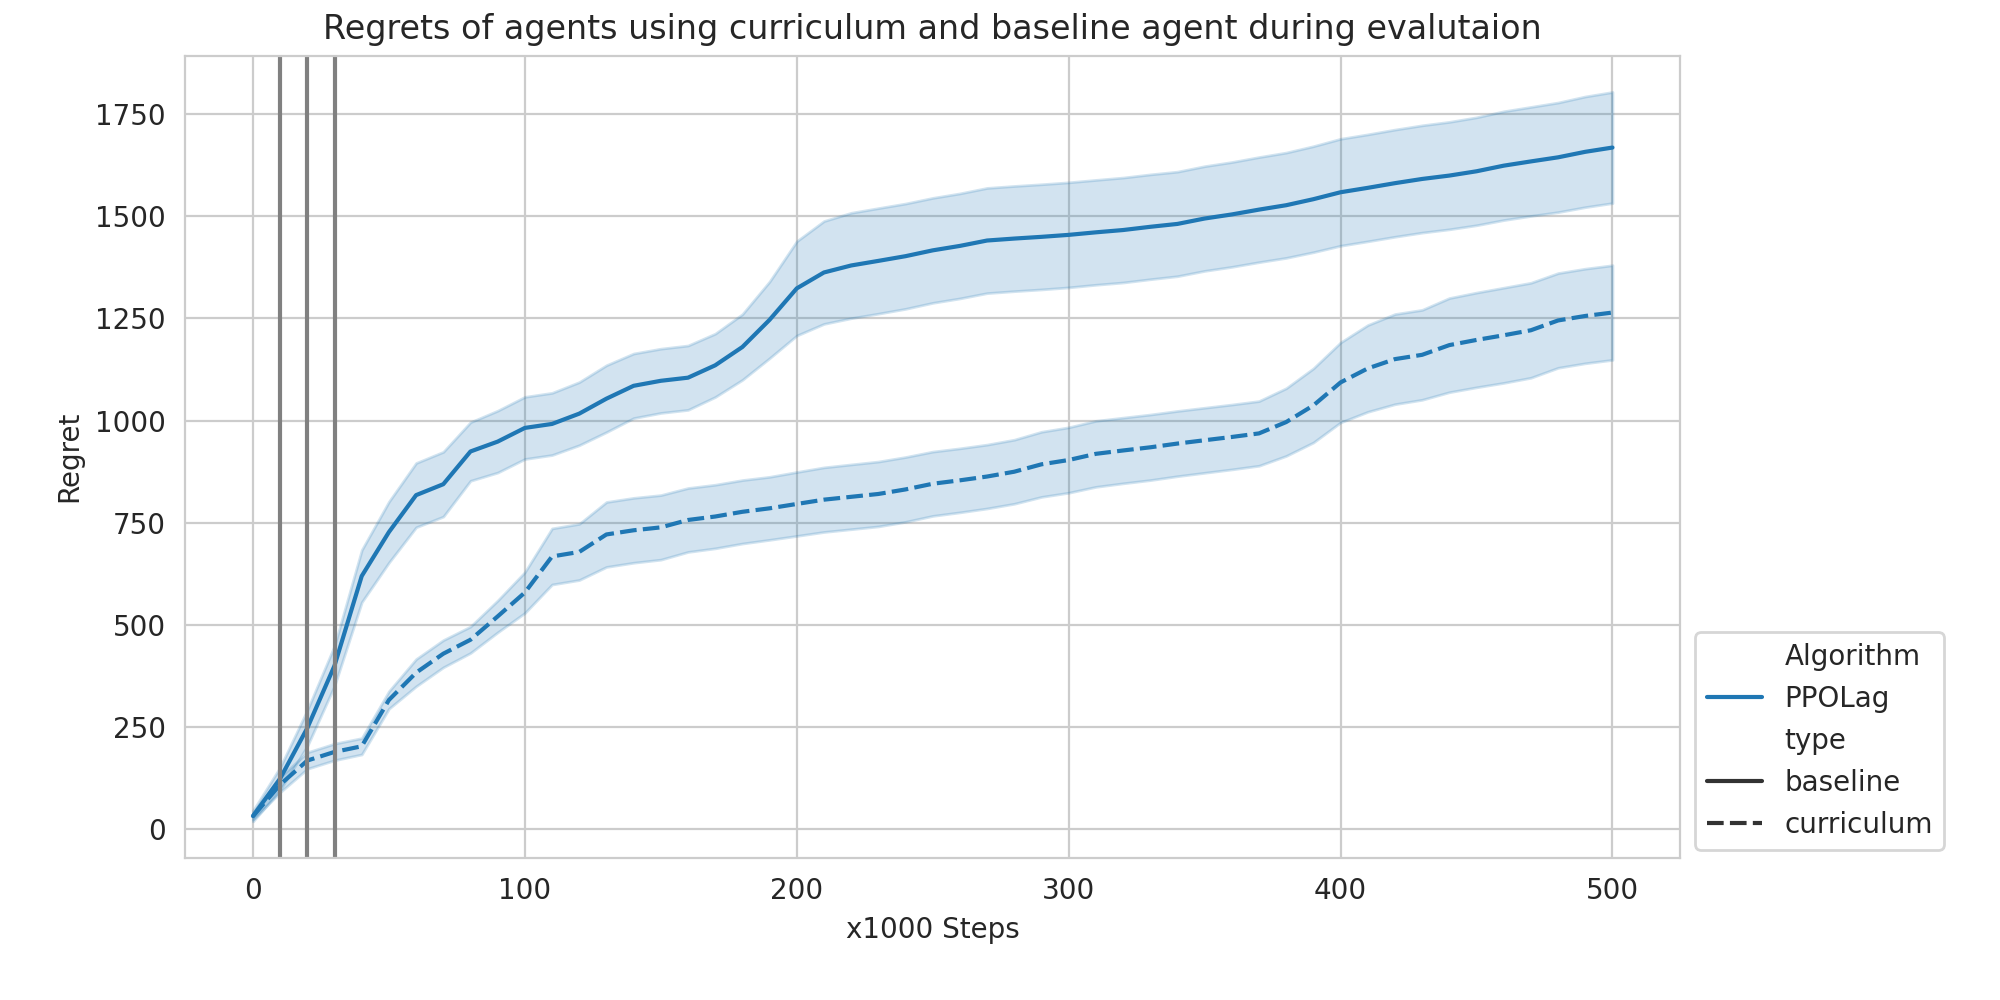 Regrets of agents using curriculum and baseline agent during evalutaion
1750
1500
1250
1000
750
500
250
0
Regret
0 100 200 300 400 500
x1000 Steps
Algorithm
PPOLag
type
baseline
curriculum